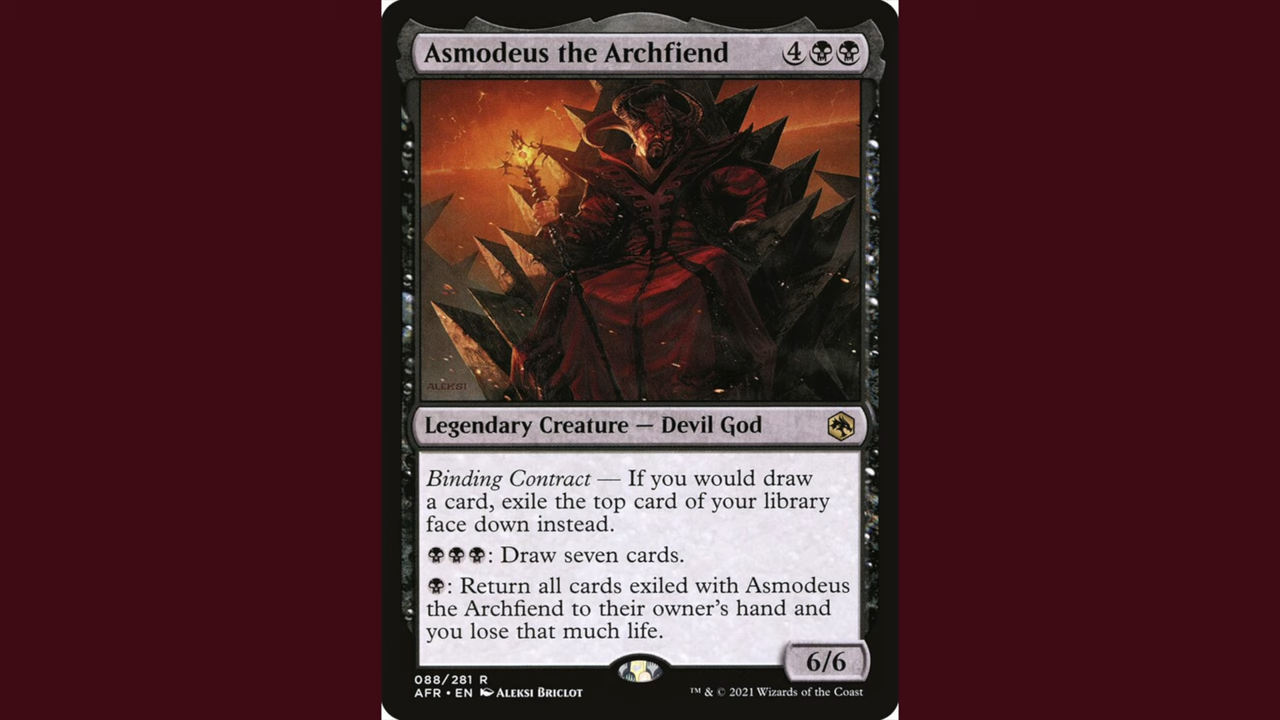 Asmodeus the Archfiend 4
ALEKSI
Legendary Creature — Devil God
Binding Contract — If you would draw
a card, exile the top card of your library
face down instead.
: Draw seven cards.
: Return all cards exiled with Asmodeus
the Archfiend to their owner's hand and
you lose that much life.
6/6
088/281 R
AFR • EN Aleksi Briclot
™ & © 2021 Wizards of the Coast